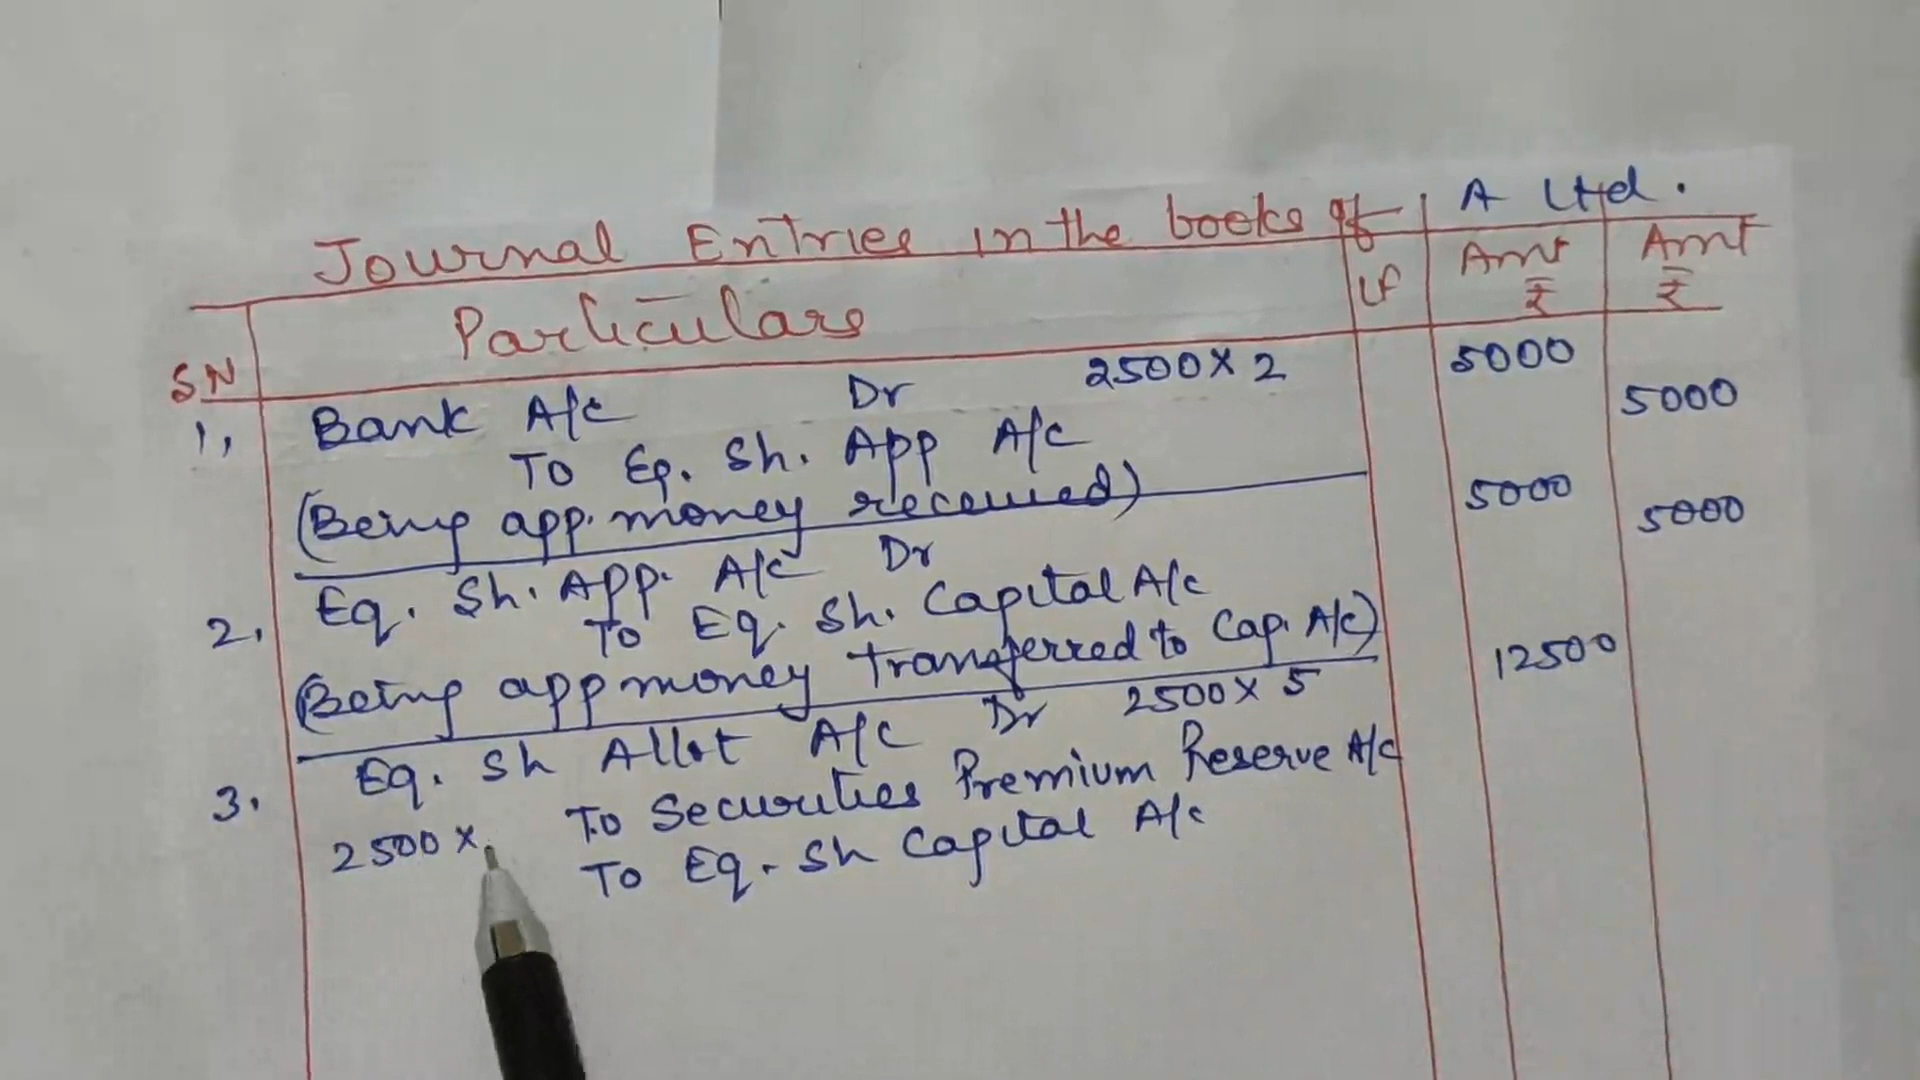 Journal Entries in the books of A Ltd.
SN Particulars LF Amt ₹ Amt ₹
1, Bank A/c Dr 2500 x 2 5000
To Eq. Sh. App A/c 5000
(Being app. money received)
2. Eq. Sh. App. A/c Dr 5000
To Eq. Sh. Capital A/c 5000
(Being app money transferred to Cap. A/c)
3. Eq. Sh Allot A/c Dr 2500 x 5 12500
To Securities Premium Reserve A/c
2500 x To Eq. Sh Capital A/c